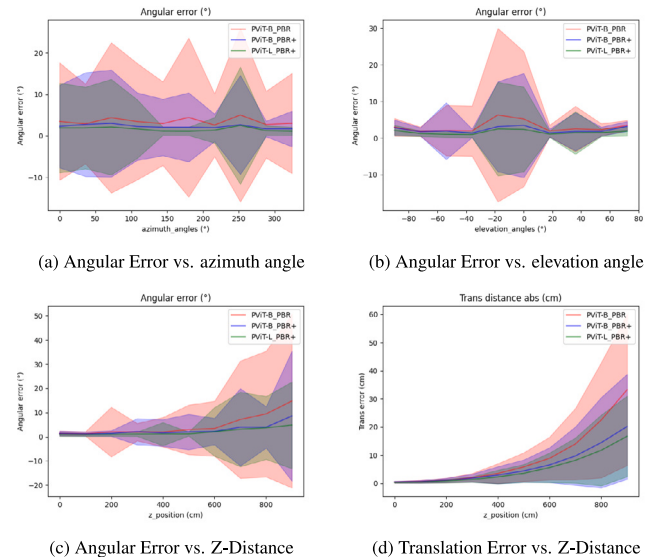 Angular error (°)
PViT-B_PBR
PViT-B_PBR+
PViT-L_PBR+
Angular error (°)
20
10
0
−10
0
50
100
150
200
250
300
azimuth_angles (°)
(a) Angular Error vs. azimuth angle
Angular error (°)
PViT-B_PBR
PViT-B_PBR+
PViT-L_PBR+
Angular error (°)
30
20
10
0
−10
−80
−60
−40
−20
0
20
40
60
80
elevation_angles (°)
(b) Angular Error vs. elevation angle
Angular error (°)
PViT-B_PBR
PViT-B_PBR+
PViT-L_PBR+
Angular error (°)
50
40
30
20
10
0
−10
−20
0
200
400
600
800
z_position (cm)
(c) Angular Error vs. Z-Distance
Trans distance abs (cm)
PViT-B_PBR
PViT-B_PBR+
PViT-L_PBR+
Trans error (cm)
60
50
40
30
20
10
0
0
200
400
600
800
z_position (cm)
(d) Translation Error vs. Z-Distance